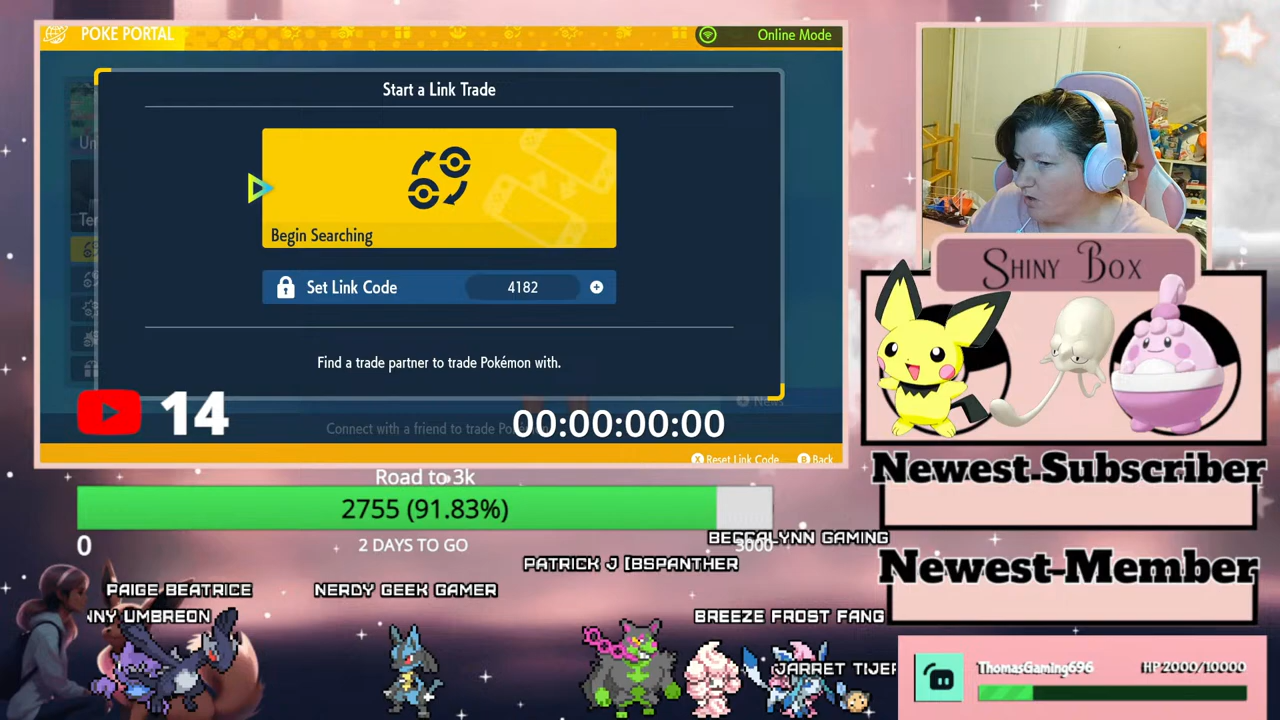 POKE PORTAL
Online Mode
Start a Link Trade
Begin Searching
Set Link Code 4182
Find a trade partner to trade Pokémon with.
14
00:00:00:00
Connect with a friend to trade
Reset Link Code
Back
Road to 3k
2755 (91.83%)
0
2 DAYS TO GO
3000
SHINY BOX
Newest-Subscriber
Newest-Member
BECCALYNN GAMING
PATRICK J [BSPANTHER
PAIGE BEATRICE
NERDY GEEK GAMER
NNY UMBREON
BREEZE FROST FANG
JARRET TIJER
ThomasGaming696
HP 2000/10000